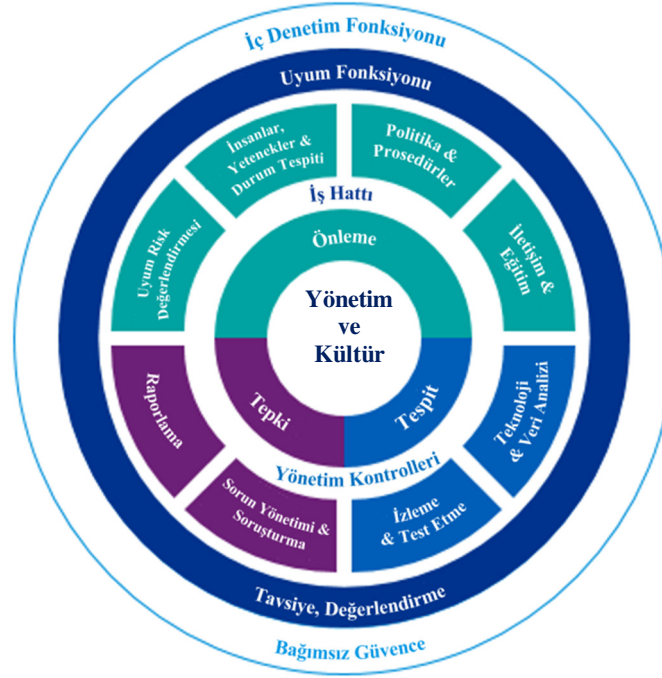 İç Denetim Fonksiyonu
Uyum Fonksiyonu
İnsanlar,
Yetenekler &
Durum Tespiti
Politika &
Prosedürler
İş Hattı
Uyum Risk
Değerlendirmesi
Önleme
İletişim &
Eğitim
Yönetim
ve
Kültür
Raporlama
Tepki
Tespit
Teknoloji
& Veri Analizi
Yönetim Kontrolleri
Sorun Yönetimi &
Soruşturma
İzleme
& Test Etme
Tavsiye, Değerlendirme
Bağımsız Güvence